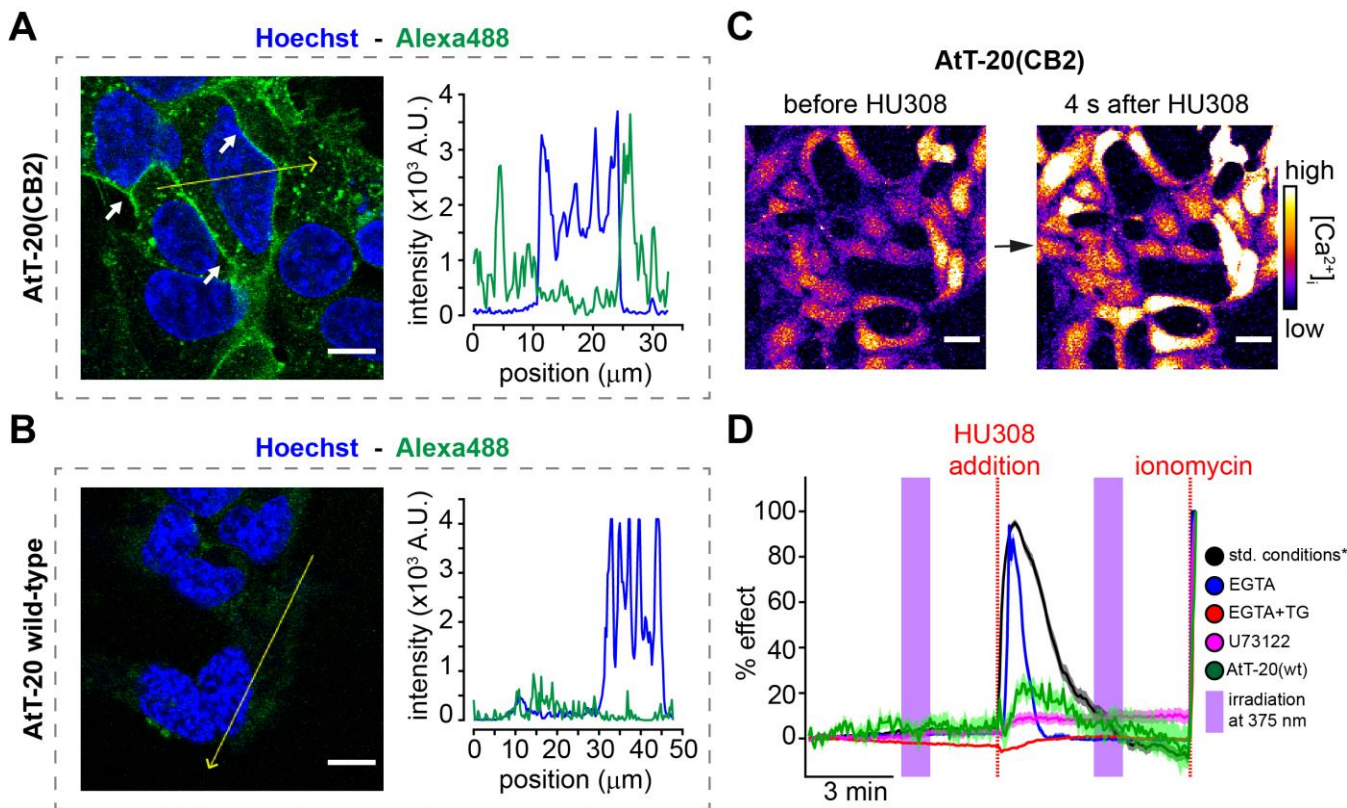 A
Hoechst - Alexa488
AtT-20(CB2)
intensity (x10³ A.U.)
4
3
2
1
0
0 10 20 30
position (μm)
B
Hoechst - Alexa488
AtT-20 wild-type
intensity (x10³ A.U.)
4
3
2
1
0
0 10 20 30 40 50
position (μm)
C
AtT-20(CB2)
before HU308
4 s after HU308
high
[Ca²⁺]i
low
D
HU308
addition
ionomycin
% effect
100
80
60
40
20
0
3 min
std. conditions*
EGTA
EGTA+TG
U73122
AtT-20(wt)
irradiation
at 375 nm